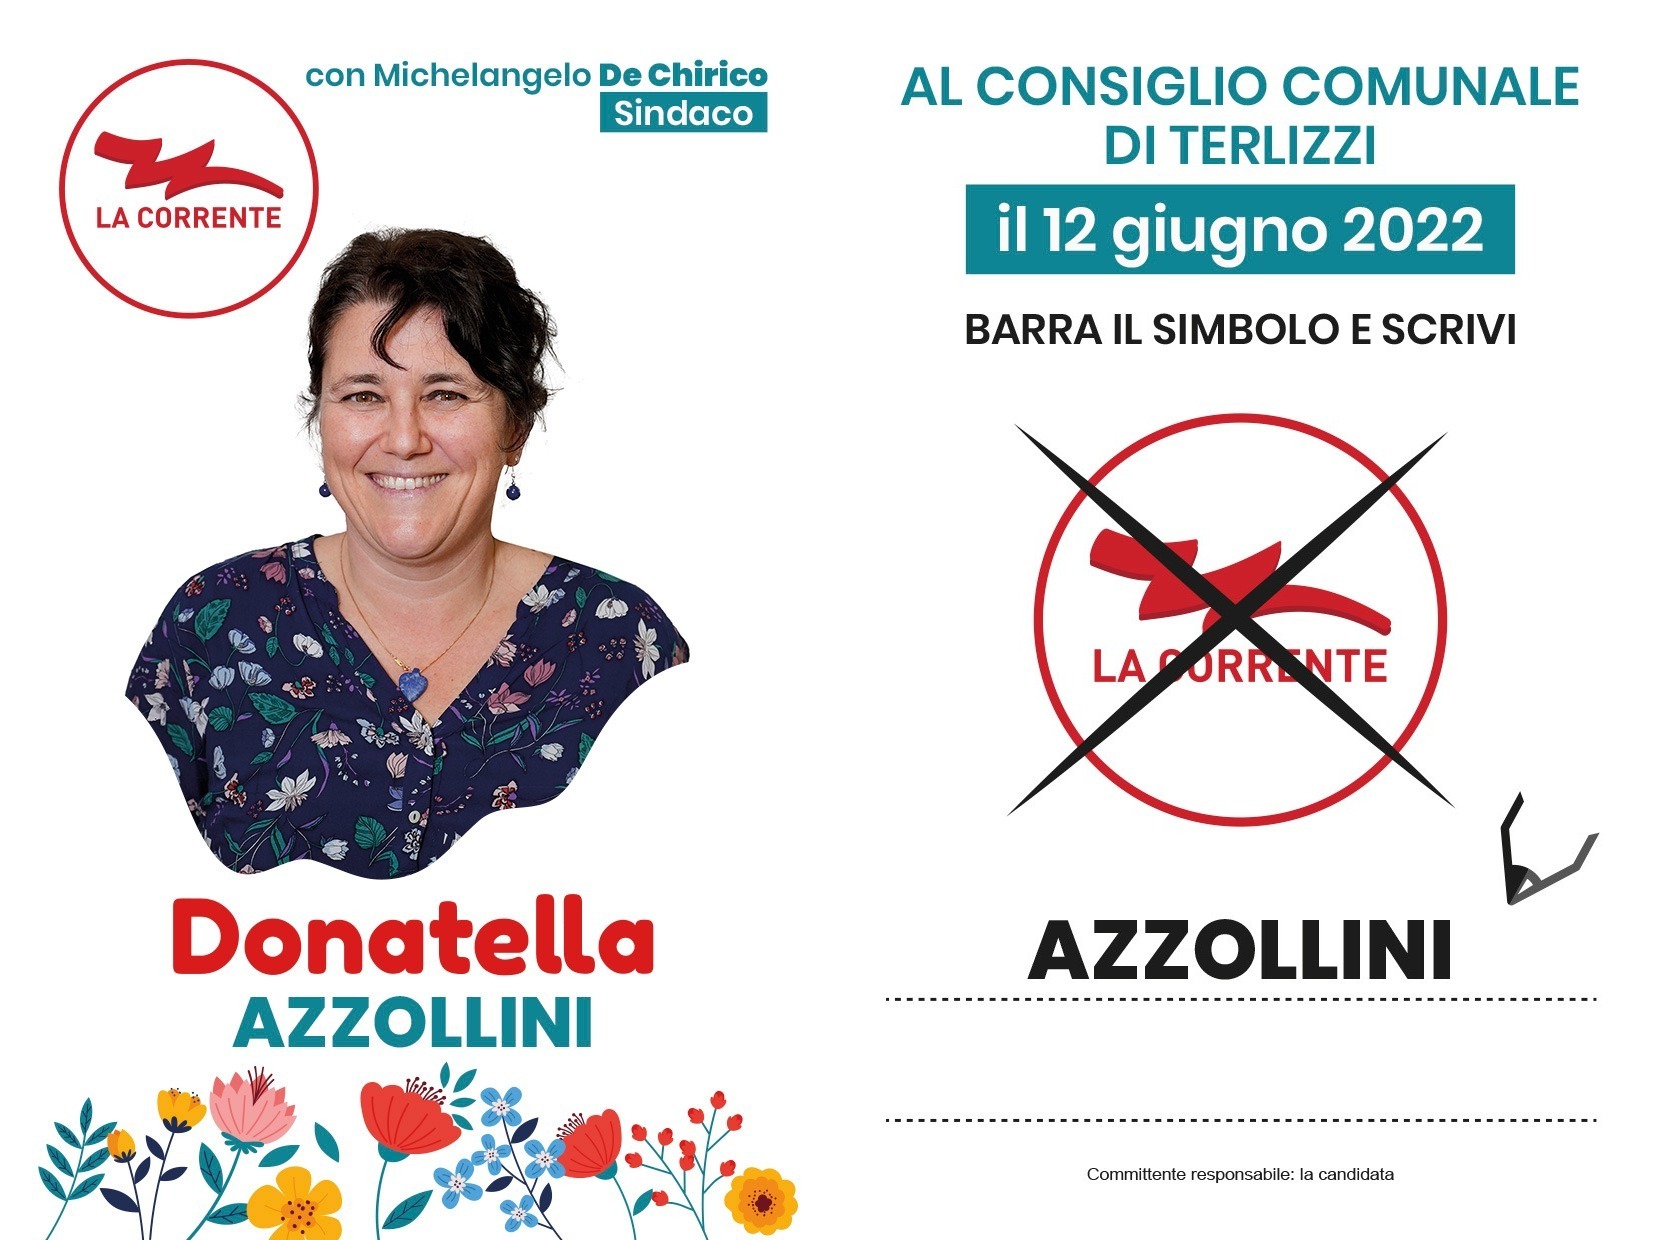 con Michelangelo De Chirico
Sindaco
LA CORRENTE
Donatella
AZZOLLINI
AL CONSIGLIO COMUNALE
DI TERLIZZI
il 12 giugno 2022
BARRA IL SIMBOLO E SCRIVI
LA CORRENTE
AZZOLLINI
Committente responsabile: la candidata